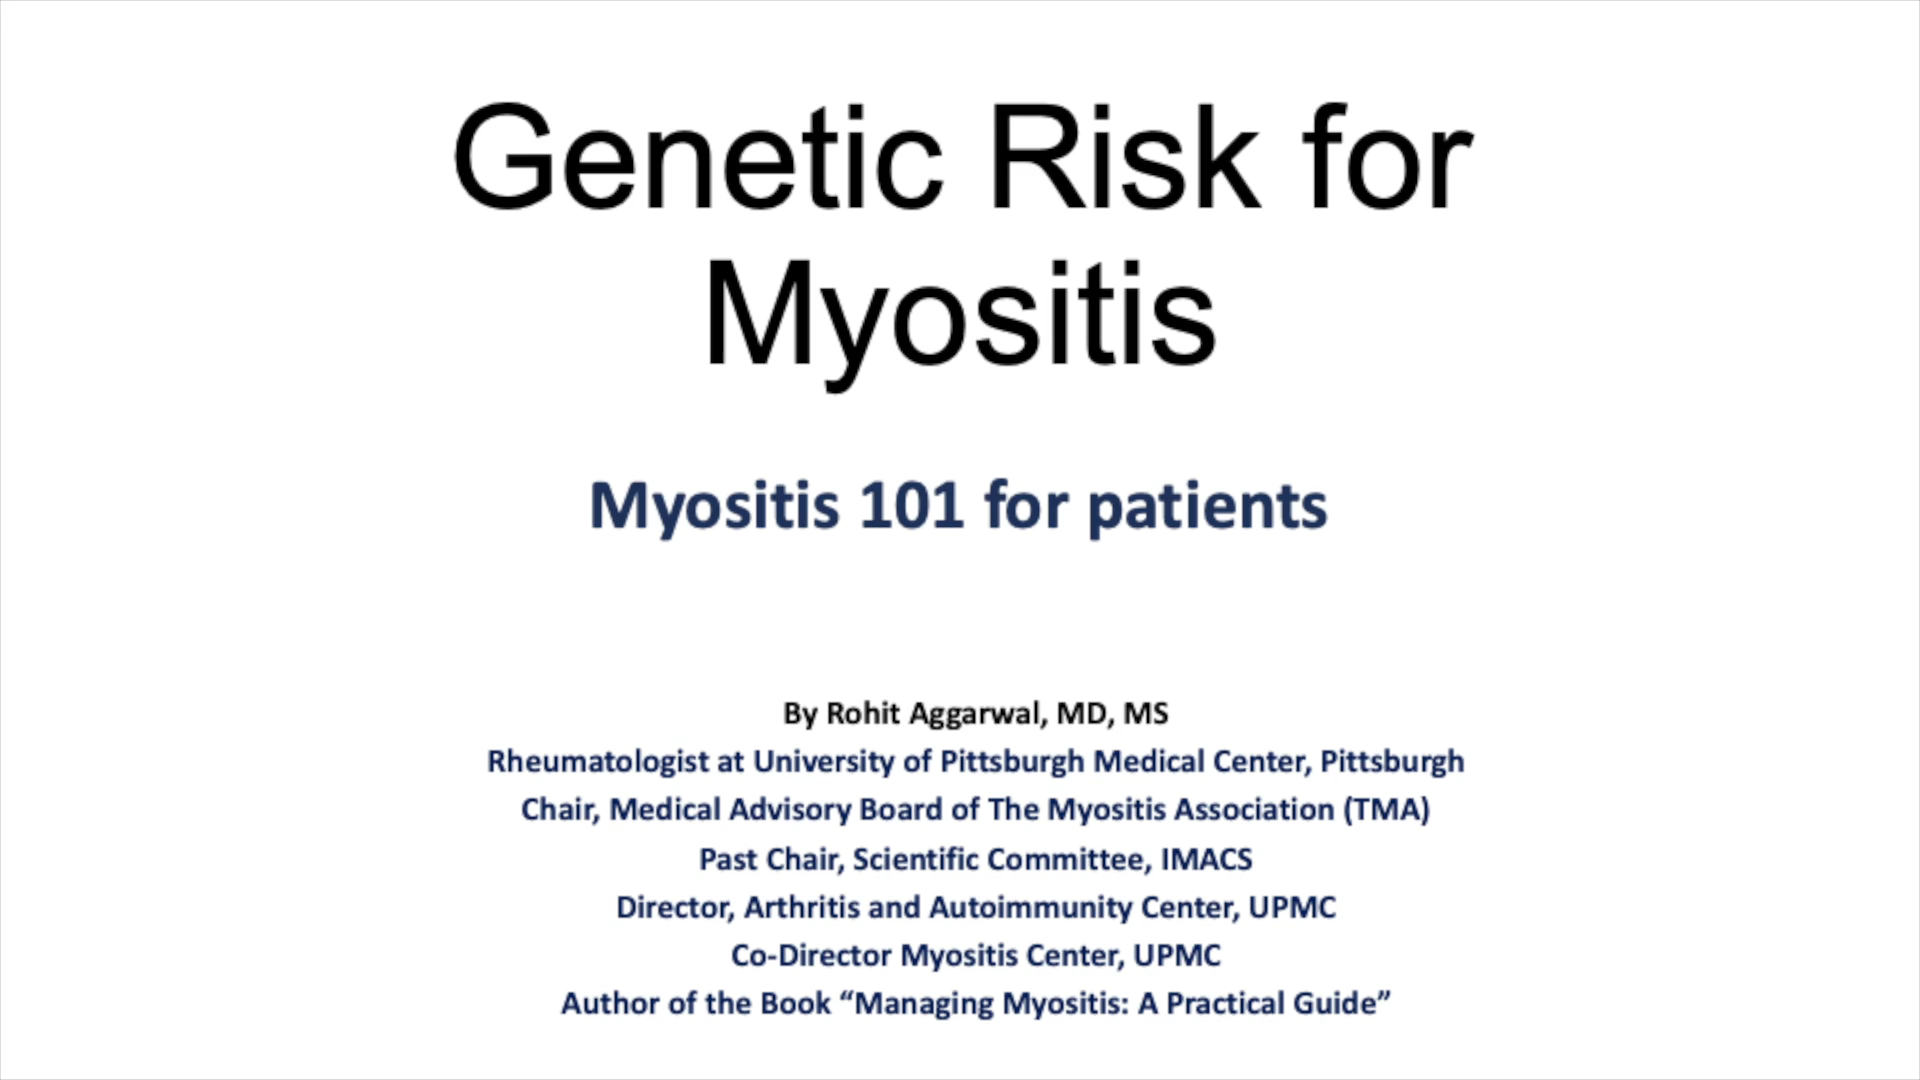 Genetic Risk for
Myositis
Myositis 101 for patients
By Rohit Aggarwal, MD, MS
Rheumatologist at University of Pittsburgh Medical Center, Pittsburgh
Chair, Medical Advisory Board of The Myositis Association (TMA)
Past Chair, Scientific Committee, IMACS
Director, Arthritis and Autoimmunity Center, UPMC
Co-Director Myositis Center, UPMC
Author of the Book “Managing Myositis: A Practical Guide”